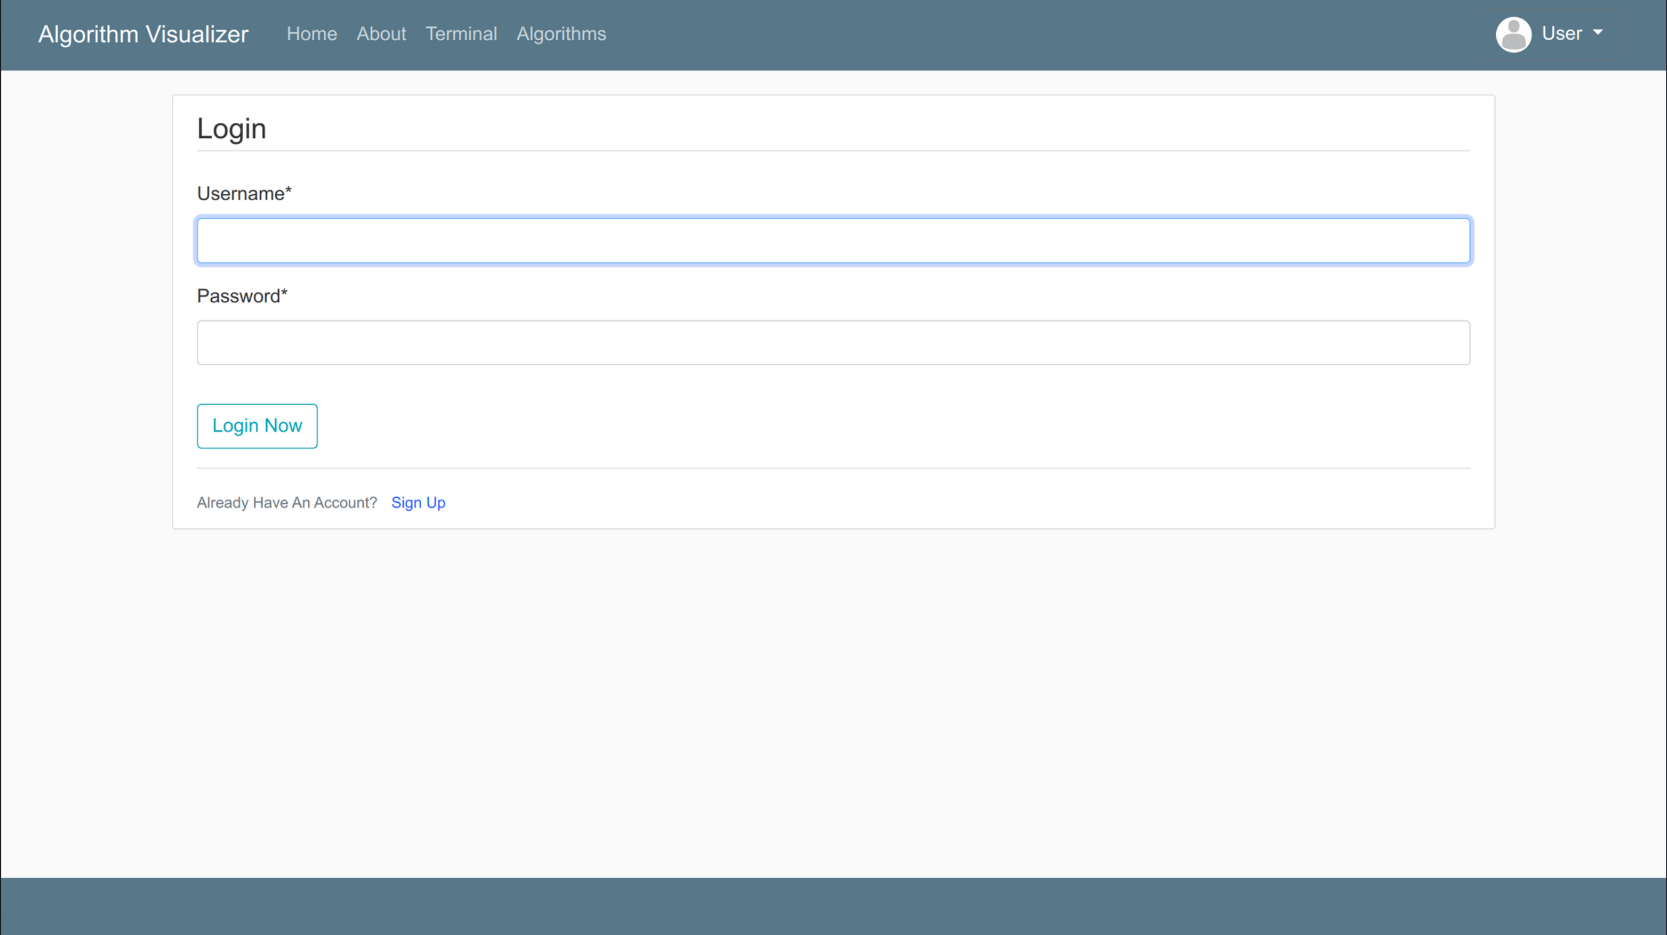 Algorithm Visualizer Home About Terminal Algorithms User
Login
Username*
Password*
Login Now
Already Have An Account? Sign Up